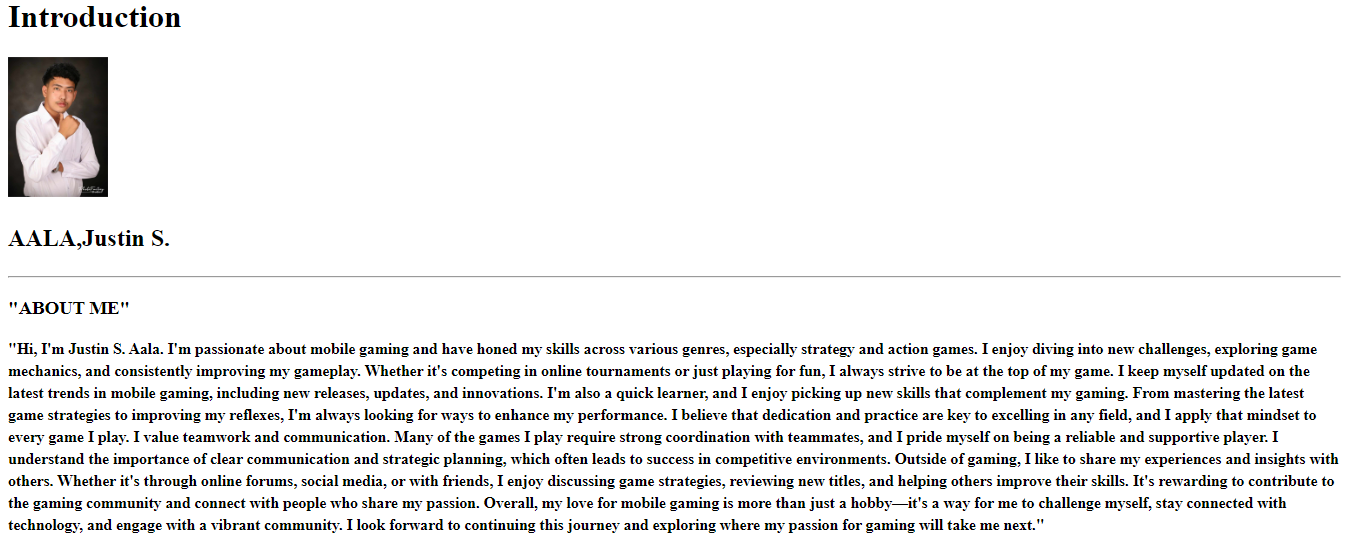 Introduction
AALA,Justin S.
"ABOUT ME"
"Hi, I'm Justin S. Aala. I'm passionate about mobile gaming and have honed my skills across various genres, especially strategy and action games. I enjoy diving into new challenges, exploring game
mechanics, and consistently improving my gameplay. Whether it's competing in online tournaments or just playing for fun, I always strive to be at the top of my game. I keep myself updated on the
latest trends in mobile gaming, including new releases, updates, and innovations. I'm also a quick learner, and I enjoy picking up new skills that complement my gaming. From mastering the latest
game strategies to improving my reflexes, I'm always looking for ways to enhance my performance. I believe that dedication and practice are key to excelling in any field, and I apply that mindset to
every game I play. I value teamwork and communication. Many of the games I play require strong coordination with teammates, and I pride myself on being a reliable and supportive player. I
understand the importance of clear communication and strategic planning, which often leads to success in competitive environments. Outside of gaming, I like to share my experiences and insights with
others. Whether it's through online forums, social media, or with friends, I enjoy discussing game strategies, reviewing new titles, and helping others improve their skills. It's rewarding to contribute to
the gaming community and connect with people who share my passion. Overall, my love for mobile gaming is more than just a hobby—it's a way for me to challenge myself, stay connected with
technology, and engage with a vibrant community. I look forward to continuing this journey and exploring where my passion for gaming will take me next."